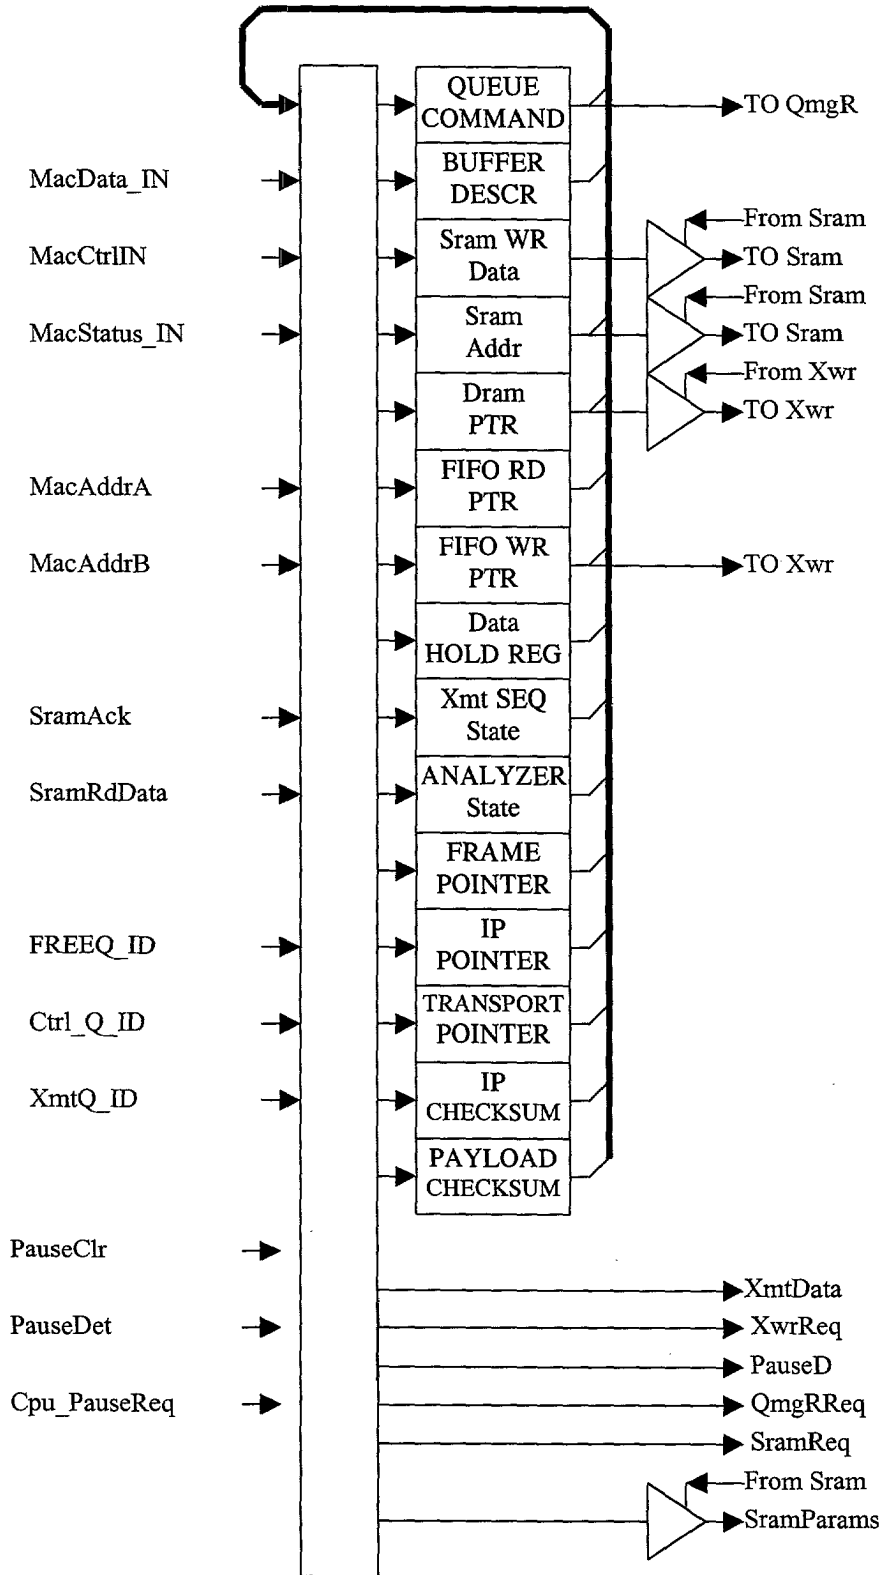 QUEUE
COMMAND
TO QmgR
MacData_IN
BUFFER
DESCR
From Sram
MacCtrlIN
Sram WR
Data
TO Sram
From Sram
MacStatus_IN
Sram
Addr
TO Sram
From Xwr
Dram
PTR
TO Xwr
MacAddrA
FIFO RD
PTR
MacAddrB
FIFO WR
PTR
TO Xwr
Data
HOLD REG
SramAck
Xmt SEQ
State
SramRdData
ANALYZER
State
FRAME
POINTER
FREEQ_ID
IP
POINTER
Ctrl_Q_ID
TRANSPORT
POINTER
XmtQ_ID
IP
CHECKSUM
PAYLOAD
CHECKSUM
PauseClr
XmtData
PauseDet
XwrReq
PauseD
Cpu_PauseReq
QmgRReq
SramReq
From Sram
SramParams